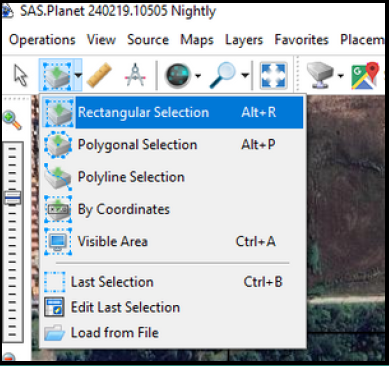 SAS.Planet 240219.10505 Nightly
Operations View Source Maps Layers Favorites Placem
Rectangular Selection Alt+R
Polygonal Selection Alt+P
Polyline Selection
By Coordinates
Visible Area Ctrl+A
Last Selection Ctrl+B
Edit Last Selection
Load from File